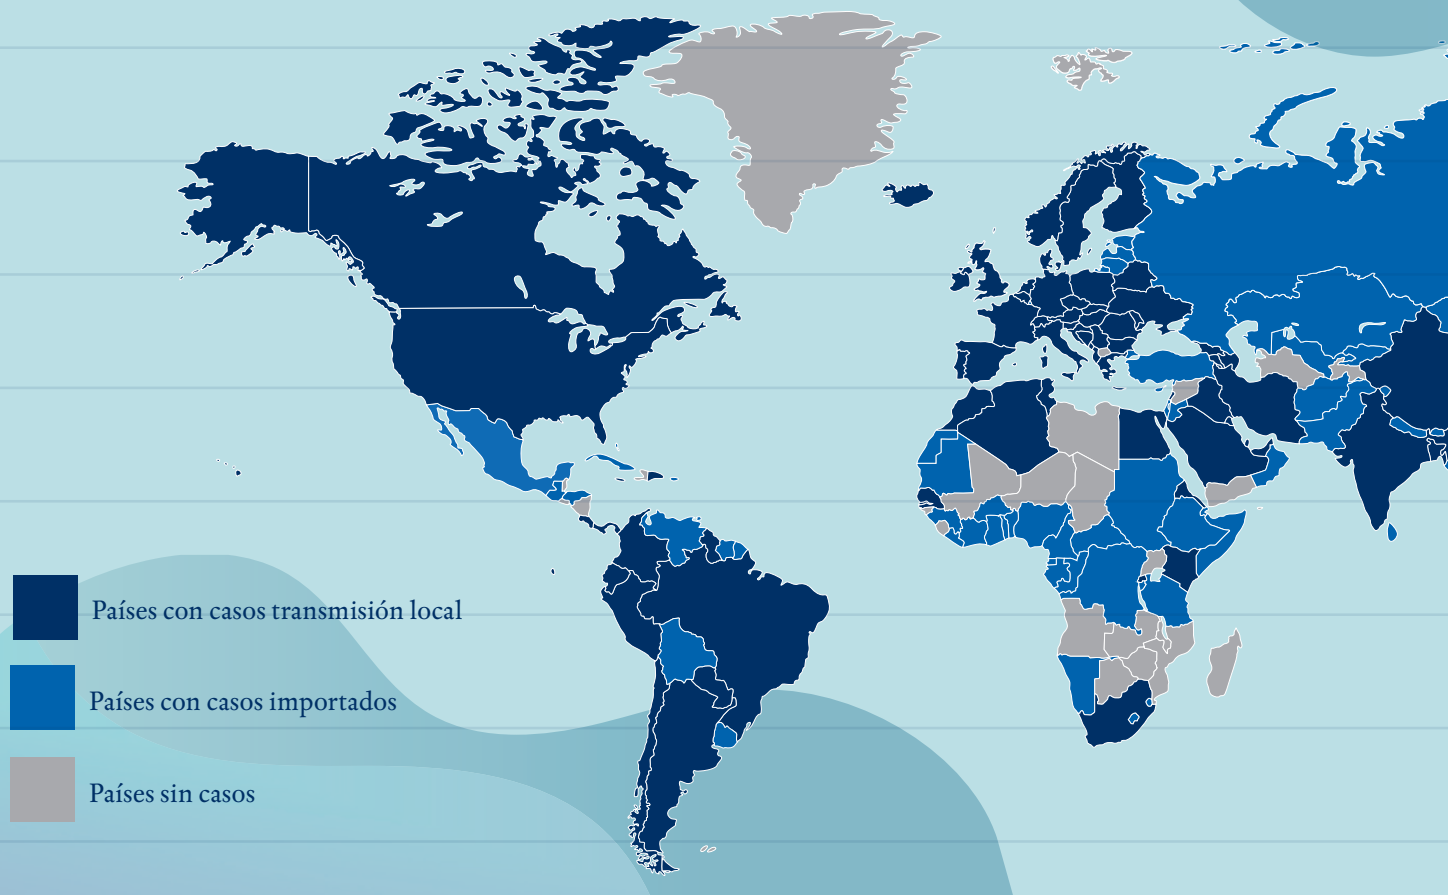 Países con casos transmisión local
Países con casos importados
Países sin casos